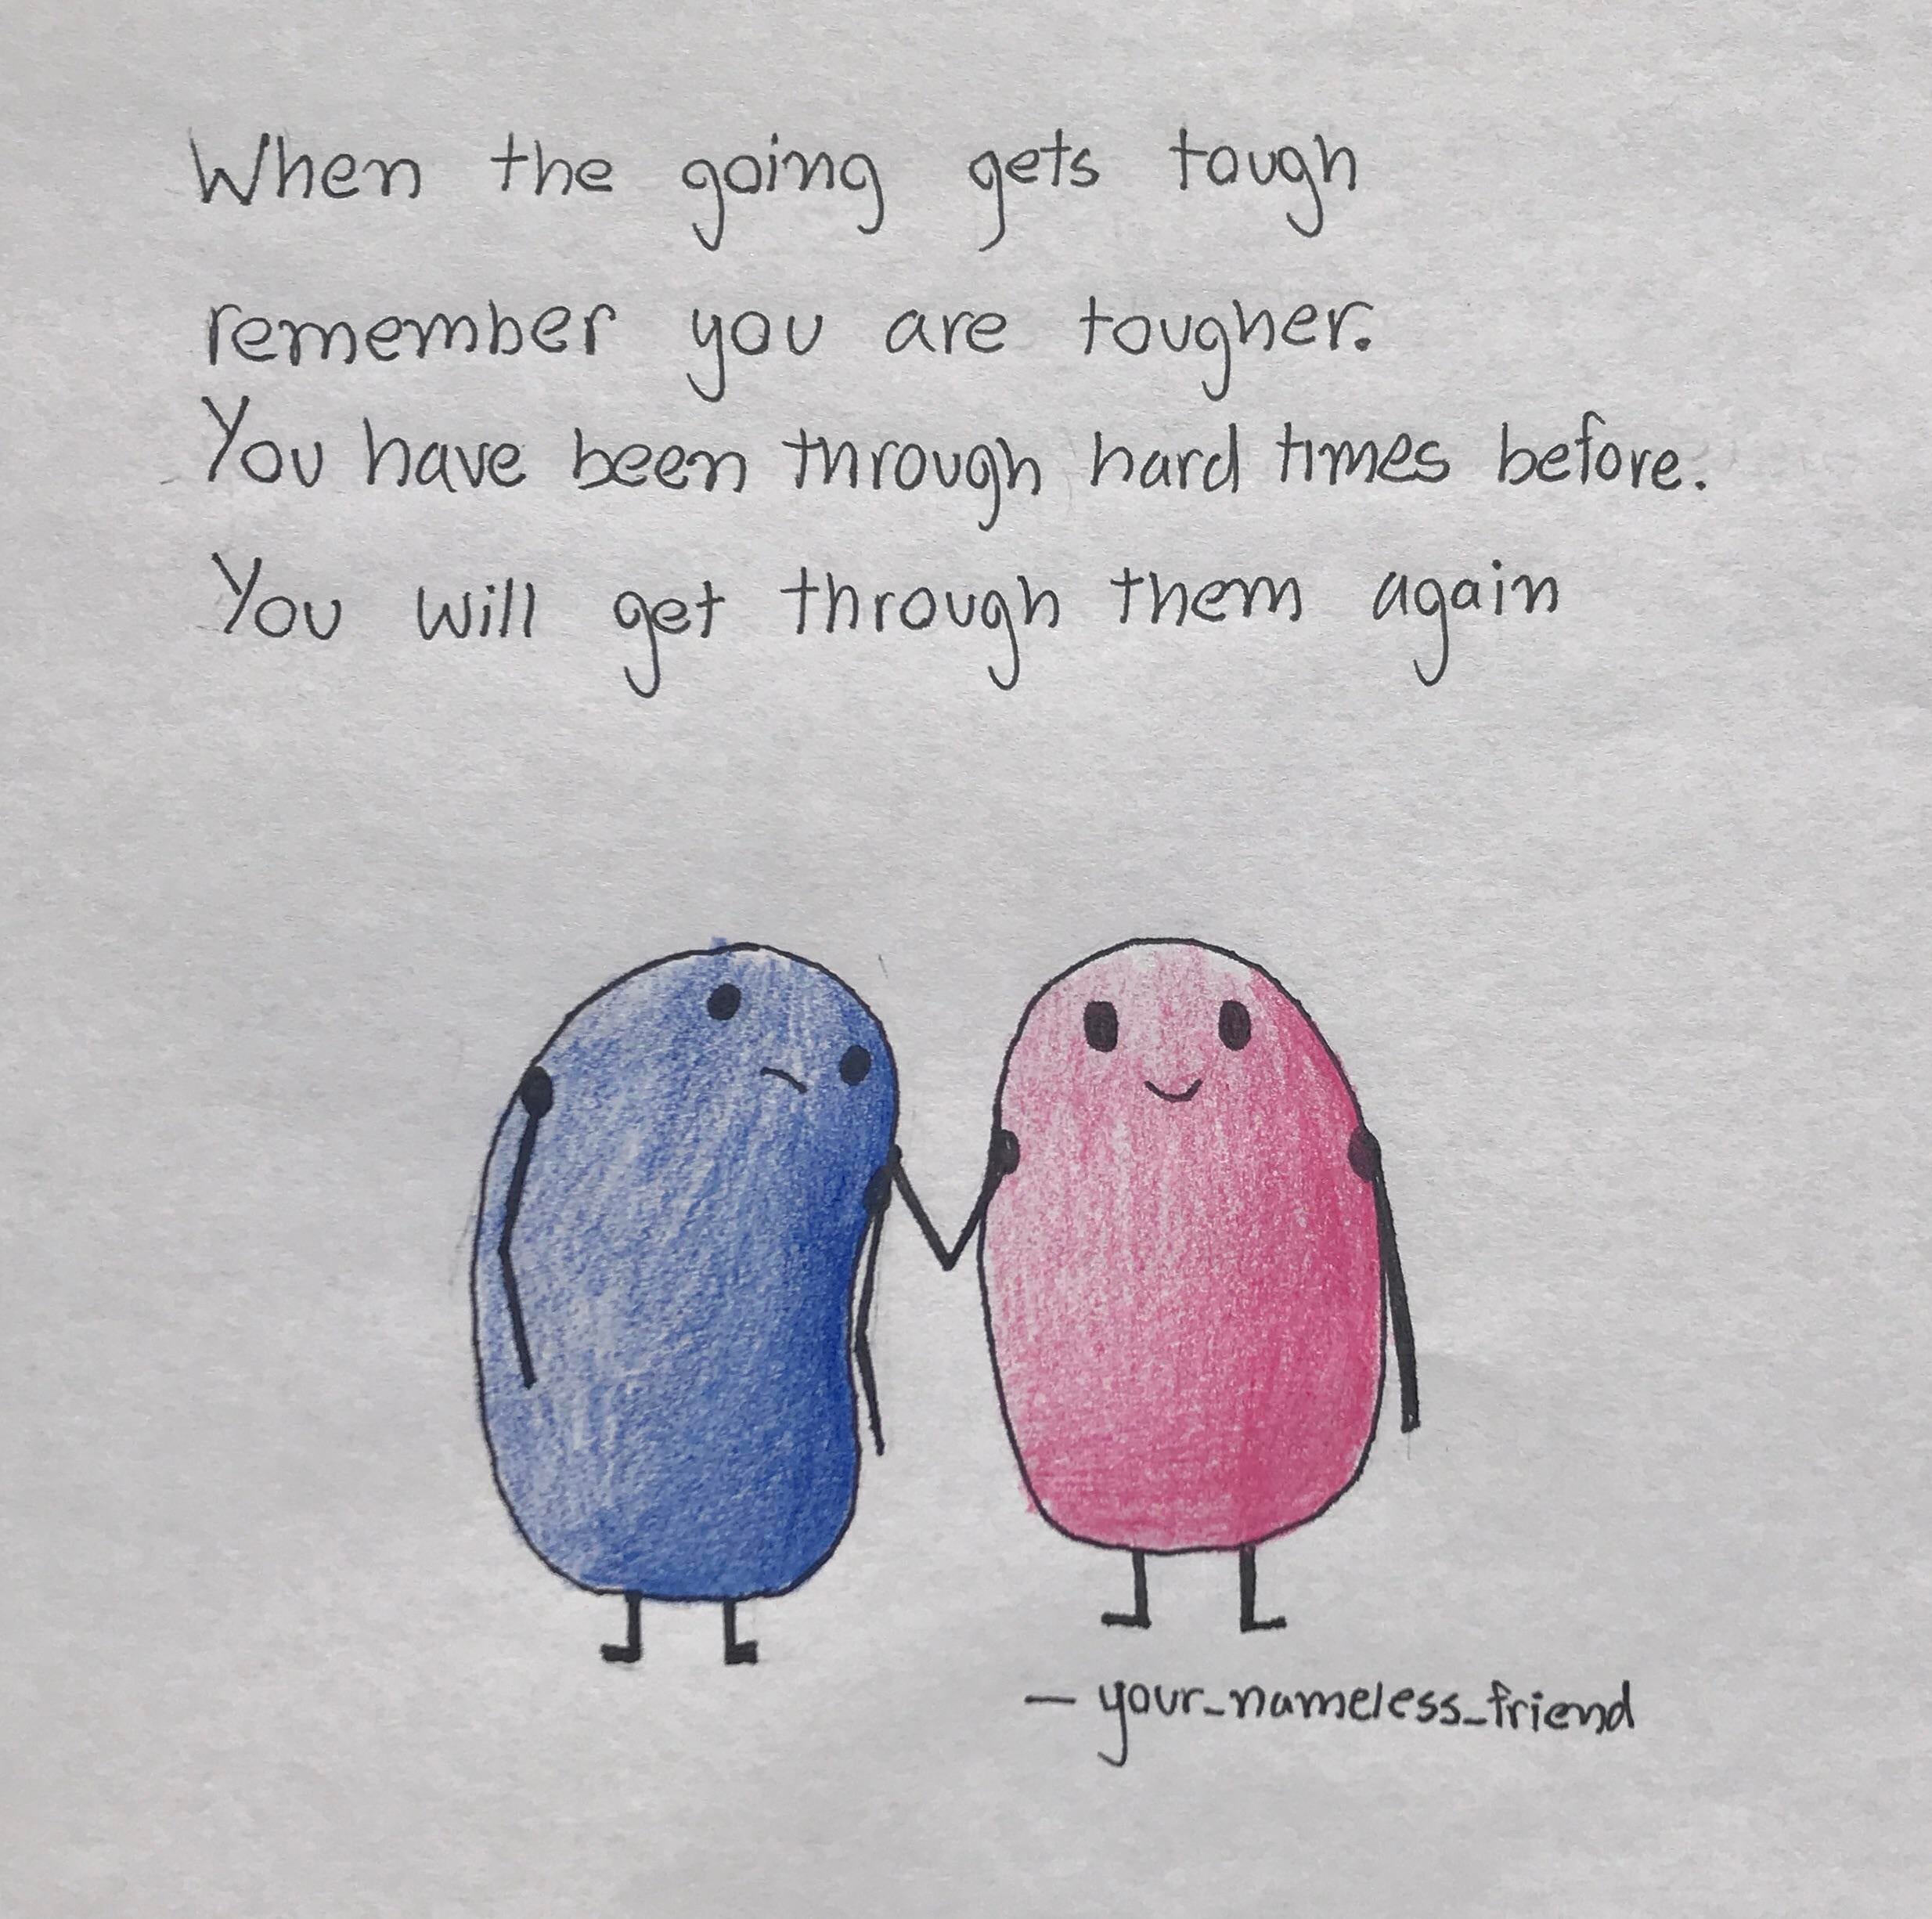 When the going gets tough
remember you are tougher.
You have been through hard times before.
You will get through them again
— your_nameless_friend